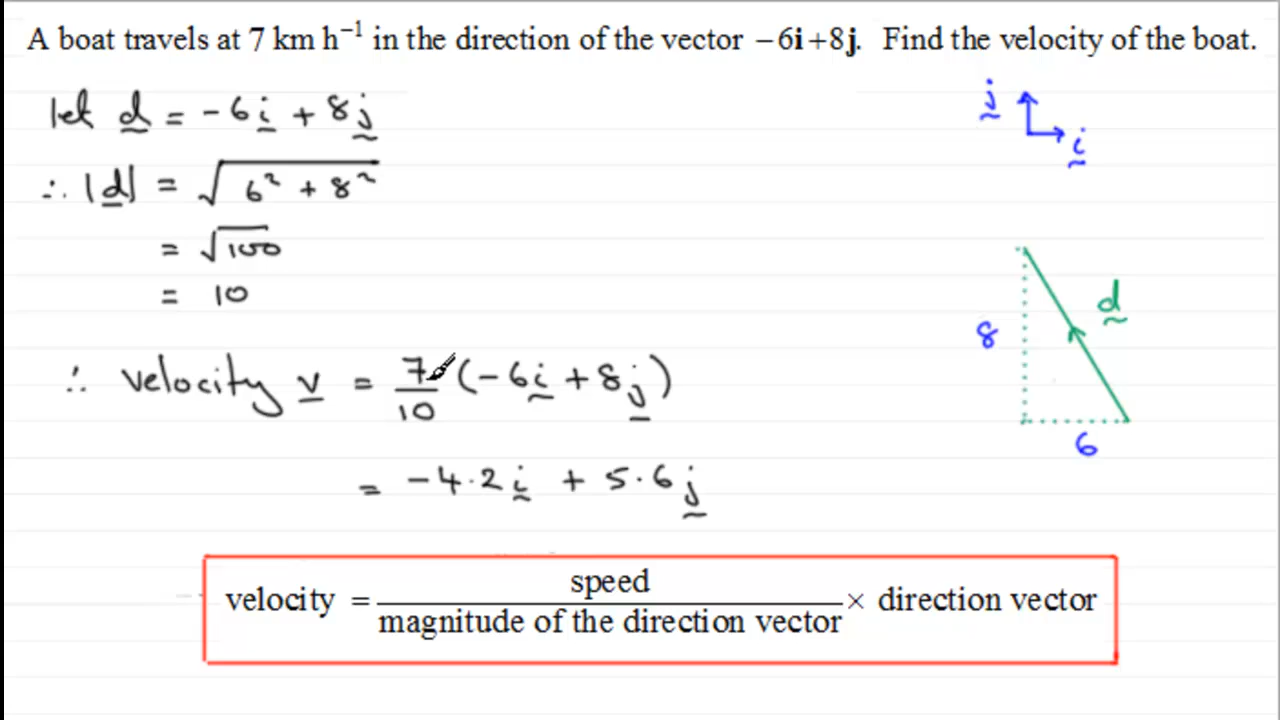 A boat travels at 7 km h⁻¹ in the direction of the vector −6i+8j. Find the velocity of the boat.
let d = −6i + 8j
∴ |d| = √(6² + 8²)
= √100
= 10
∴ velocity v = 7/10 (−6i + 8j)
= −4.2i + 5.6j
velocity = speed / magnitude of the direction vector × direction vector
j
i
d
8
6